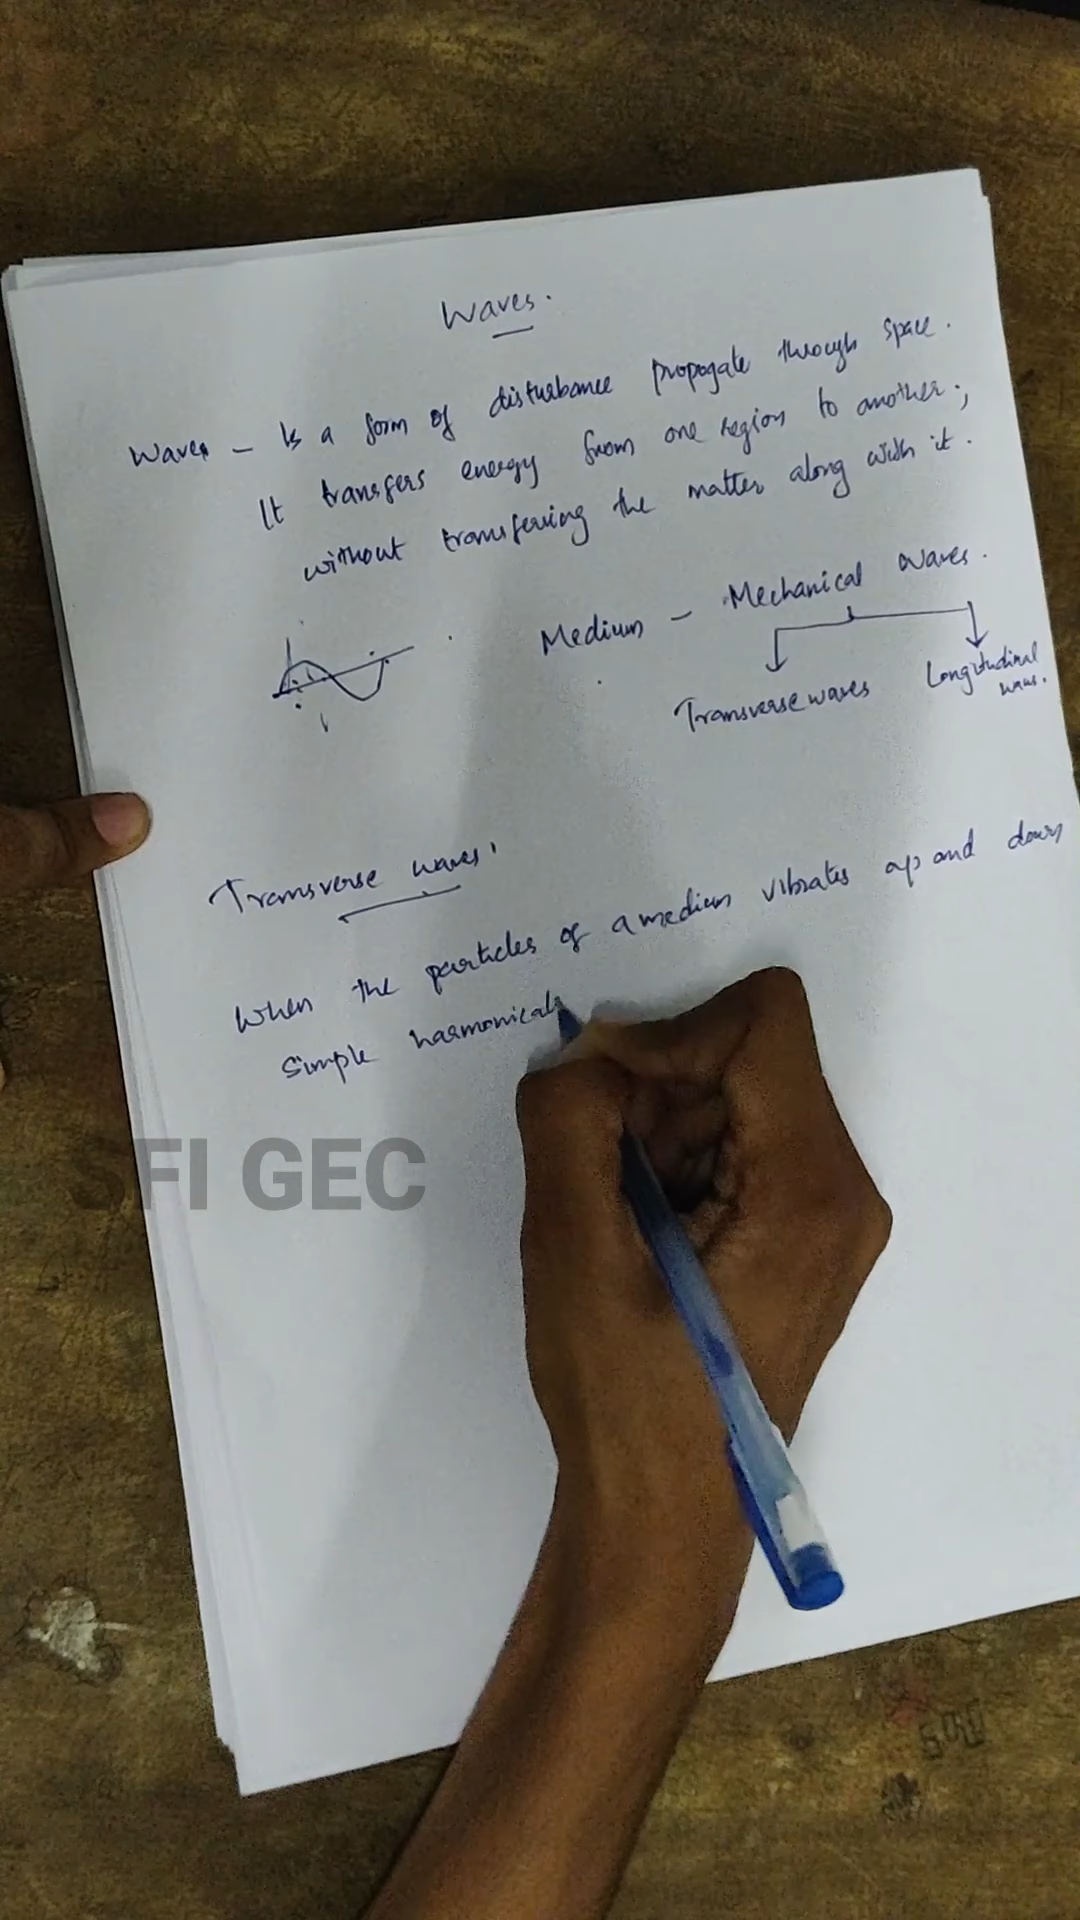 Waves.
Waves – Is a form of disturbance propogate through space.
It transfers energy from one region to another;
without transferring the matter along with it.
Medium – Mechanical waves.
Transverse waves
Longitudinal
waves.
Transverse waves.
When the particles of a medium vibrates up and down
Simple harmonical
SFI GEC